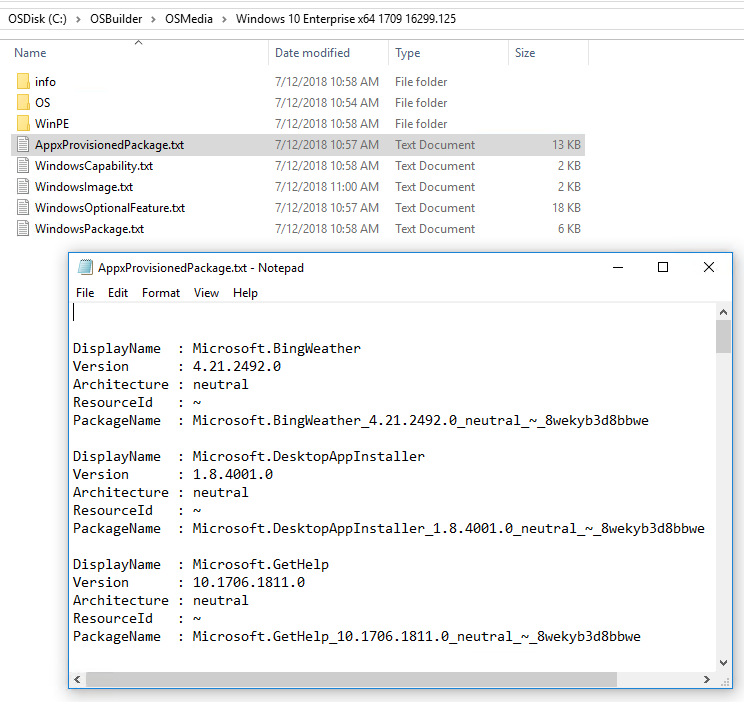 OSDisk (C:) > OSBuilder > OSMedia > Windows 10 Enterprise x64 1709 16299.125
Name Date modified Type Size
info 7/12/2018 10:58 AM File folder
OS 7/12/2018 10:54 AM File folder
WinPE 7/12/2018 10:58 AM File folder
AppxProvisionedPackage.txt 7/12/2018 10:57 AM Text Document 13 KB
WindowsCapability.txt 7/12/2018 10:58 AM Text Document 2 KB
WindowsImage.txt 7/12/2018 11:00 AM Text Document 2 KB
WindowsOptionalFeature.txt 7/12/2018 10:57 AM Text Document 18 KB
WindowsPackage.txt 7/12/2018 10:58 AM Text Document 6 KB
AppxProvisionedPackage.txt - Notepad
File Edit Format View Help
DisplayName : Microsoft.BingWeather
Version : 4.21.2492.0
Architecture : neutral
ResourceId : ~
PackageName : Microsoft.BingWeather_4.21.2492.0_neutral_~_8wekyb3d8bbwe
DisplayName : Microsoft.DesktopAppInstaller
Version : 1.8.4001.0
Architecture : neutral
ResourceId : ~
PackageName : Microsoft.DesktopAppInstaller_1.8.4001.0_neutral_~_8wekyb3d8bbwe
DisplayName : Microsoft.GetHelp
Version : 10.1706.1811.0
Architecture : neutral
ResourceId : ~
PackageName : Microsoft.GetHelp_10.1706.1811.0_neutral_~_8wekyb3d8bbwe